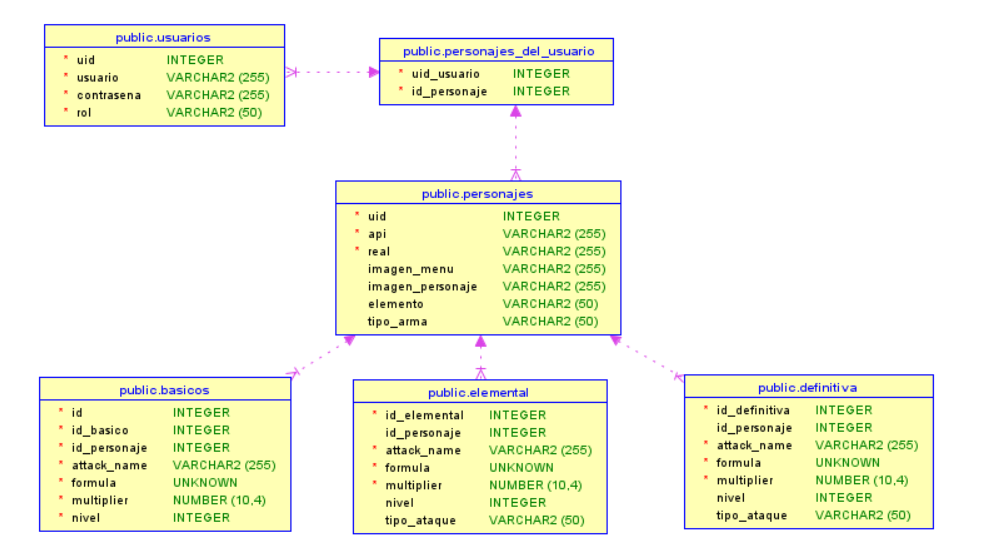 public.usuarios
* uid INTEGER
* usuario VARCHAR2 (255)
* contrasena VARCHAR2 (255)
* rol VARCHAR2 (50)
public.personajes_del_usuario
* uid_usuario INTEGER
* id_personaje INTEGER
public.personajes
* uid INTEGER
* api VARCHAR2 (255)
* real VARCHAR2 (255)
imagen_menu VARCHAR2 (255)
imagen_personaje VARCHAR2 (255)
elemento VARCHAR2 (50)
tipo_arma VARCHAR2 (50)
public.basicos
* id INTEGER
* id_basico INTEGER
* id_personaje INTEGER
* attack_name VARCHAR2 (255)
* formula UNKNOWN
* multiplier NUMBER (10,4)
* nivel INTEGER
public.elemental
* id_elemental INTEGER
id_personaje INTEGER
* attack_name VARCHAR2 (255)
* formula UNKNOWN
* multiplier NUMBER (10,4)
nivel INTEGER
tipo_ataque VARCHAR2 (50)
public.definitiva
* id_definitiva INTEGER
id_personaje INTEGER
* attack_name VARCHAR2 (255)
* formula UNKNOWN
* multiplier NUMBER (10,4)
nivel INTEGER
tipo_ataque VARCHAR2 (50)